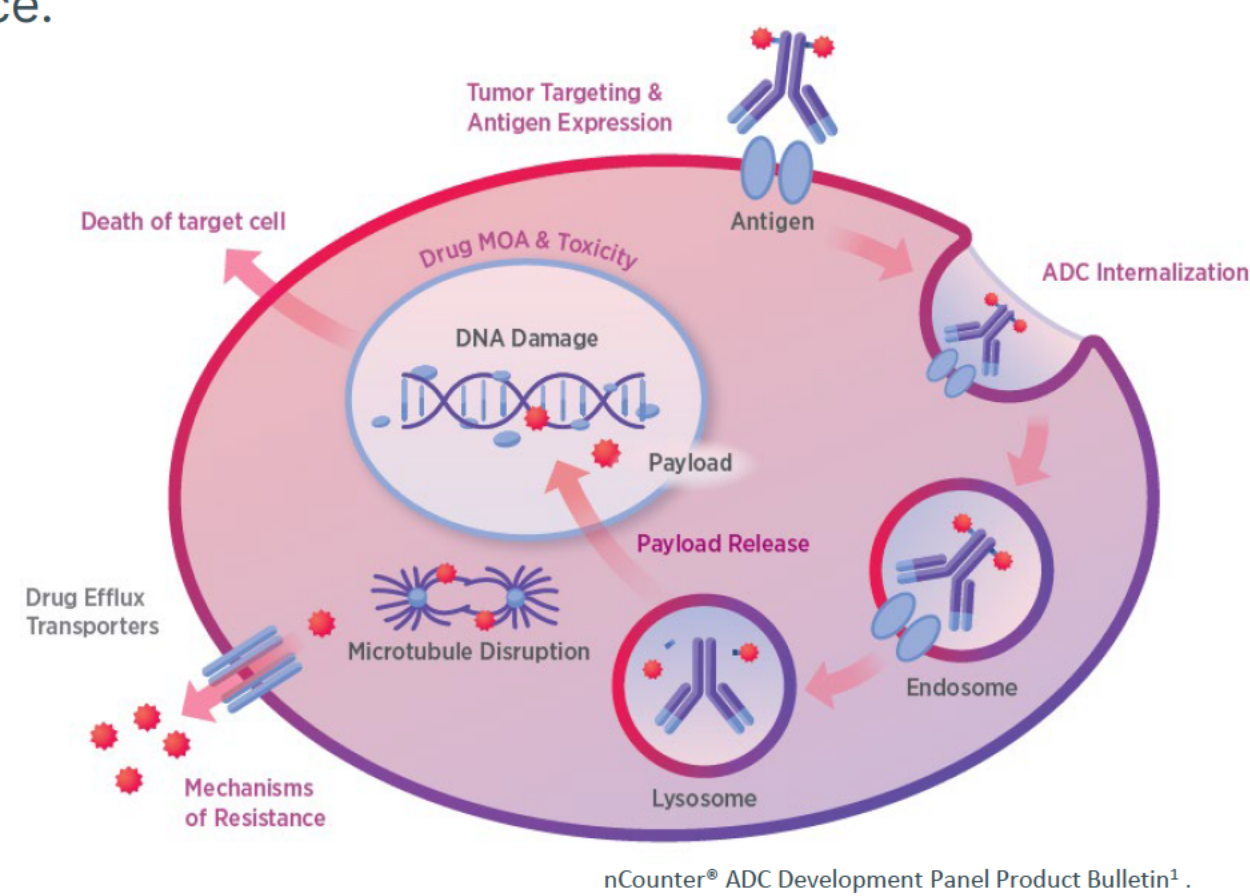 ce.
Tumor Targeting &
Antigen Expression
Death of target cell
Antigen
Drug MOA & Toxicity
ADC Internalization
DNA Damage
Payload
Payload Release
Drug Efflux
Transporters
Microtubule Disruption
Endosome
Mechanisms
of Resistance
Lysosome
nCounter® ADC Development Panel Product Bulletin¹ .